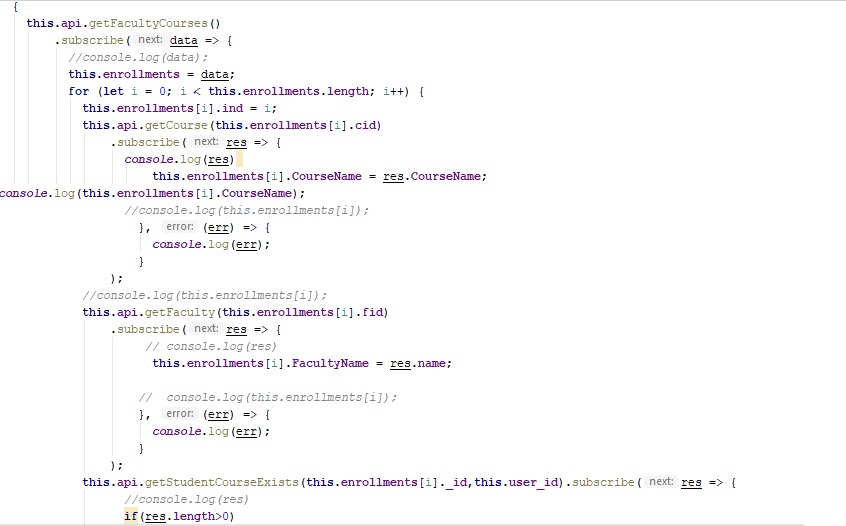 {
this.api.getFacultyCourses()
.subscribe( next: data => {
//console.log(data);
this.enrollments = data;
for (let i = 0; i < this.enrollments.length; i++) {
this.enrollments[i].ind = i;
this.api.getCourse(this.enrollments[i].cid)
.subscribe( next: res => {
console.log(res)
this.enrollments[i].CourseName = res.CourseName;
console.log(this.enrollments[i].CourseName);
//console.log(this.enrollments[i]);
}, error: (err) => {
console.log(err);
}
);
//console.log(this.enrollments[i]);
this.api.getFaculty(this.enrollments[i].fid)
.subscribe( next: res => {
// console.log(res)
this.enrollments[i].FacultyName = res.name;
//  console.log(this.enrollments[i]);
}, error: (err) => {
console.log(err);
}
);
this.api.getStudentCourseExists(this.enrollments[i]._id,this.user_id).subscribe( next: res => {
//console.log(res)
if(res.length>0)